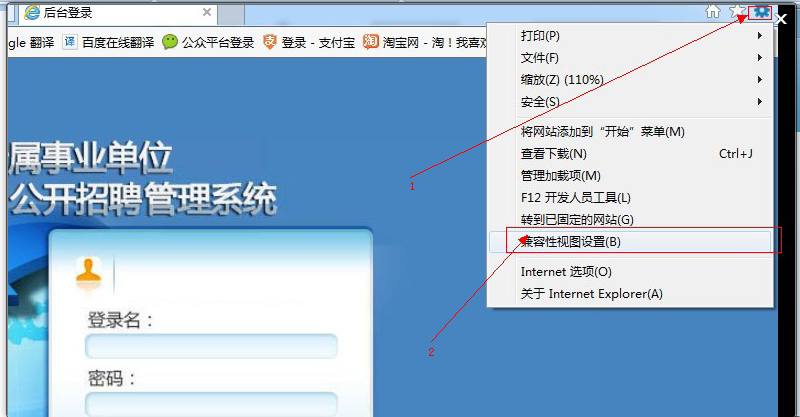 后台登录
gle 翻译 译 百度在线翻译 公众平台登录 支 登录 - 支付宝 淘 淘宝网 - 淘！我喜欢
打印(P)
文件(F)
缩放(Z) (110%)
安全(S)
将网站添加到“开始”菜单(M)
查看下载(N) Ctrl+J
管理加载项(M)
F12 开发人员工具(L)
转到已固定的网站(G)
兼容性视图设置(B)
Internet 选项(O)
关于 Internet Explorer(A)
1
2
属事业单位
公开招聘管理系统
登录名：
密码：